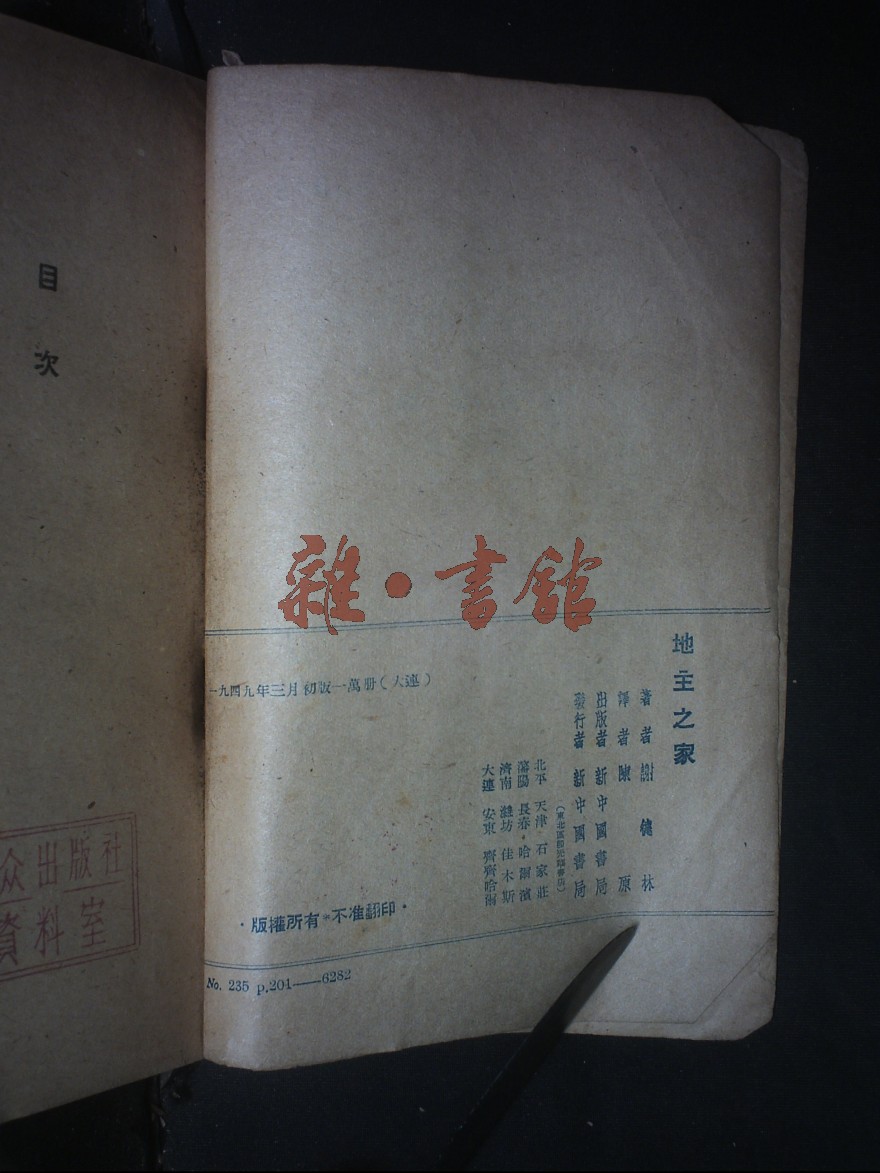 地主之家
著者 謝德林
譯者 陳原
出版者 新中國書局
發行者 新中國書局
(東北區
北平 天津 石家莊
瀋陽 長春·哈爾濱
濟南 濰坊 佳木斯
大連 安東 齊齊哈爾
一九四九年三月初版一萬册(大連)
·版權所有·不准翻印·
No. 235 p.201——6282
目次
众出版社
資料室
雜·書館